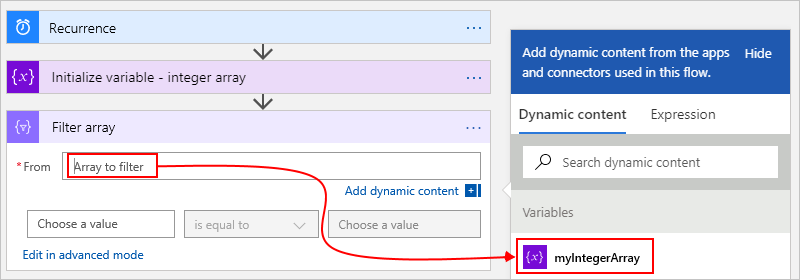 Recurrence
...
{x} Initialize variable - integer array
...
Filter array
...
* From
Array to filter
Add dynamic content
Choose a value
is equal to
Choose a value
Edit in advanced mode
Add dynamic content from the apps
and connectors used in this flow.
Hide
Dynamic content
Expression
Search dynamic content
Variables
{x} myIntegerArray